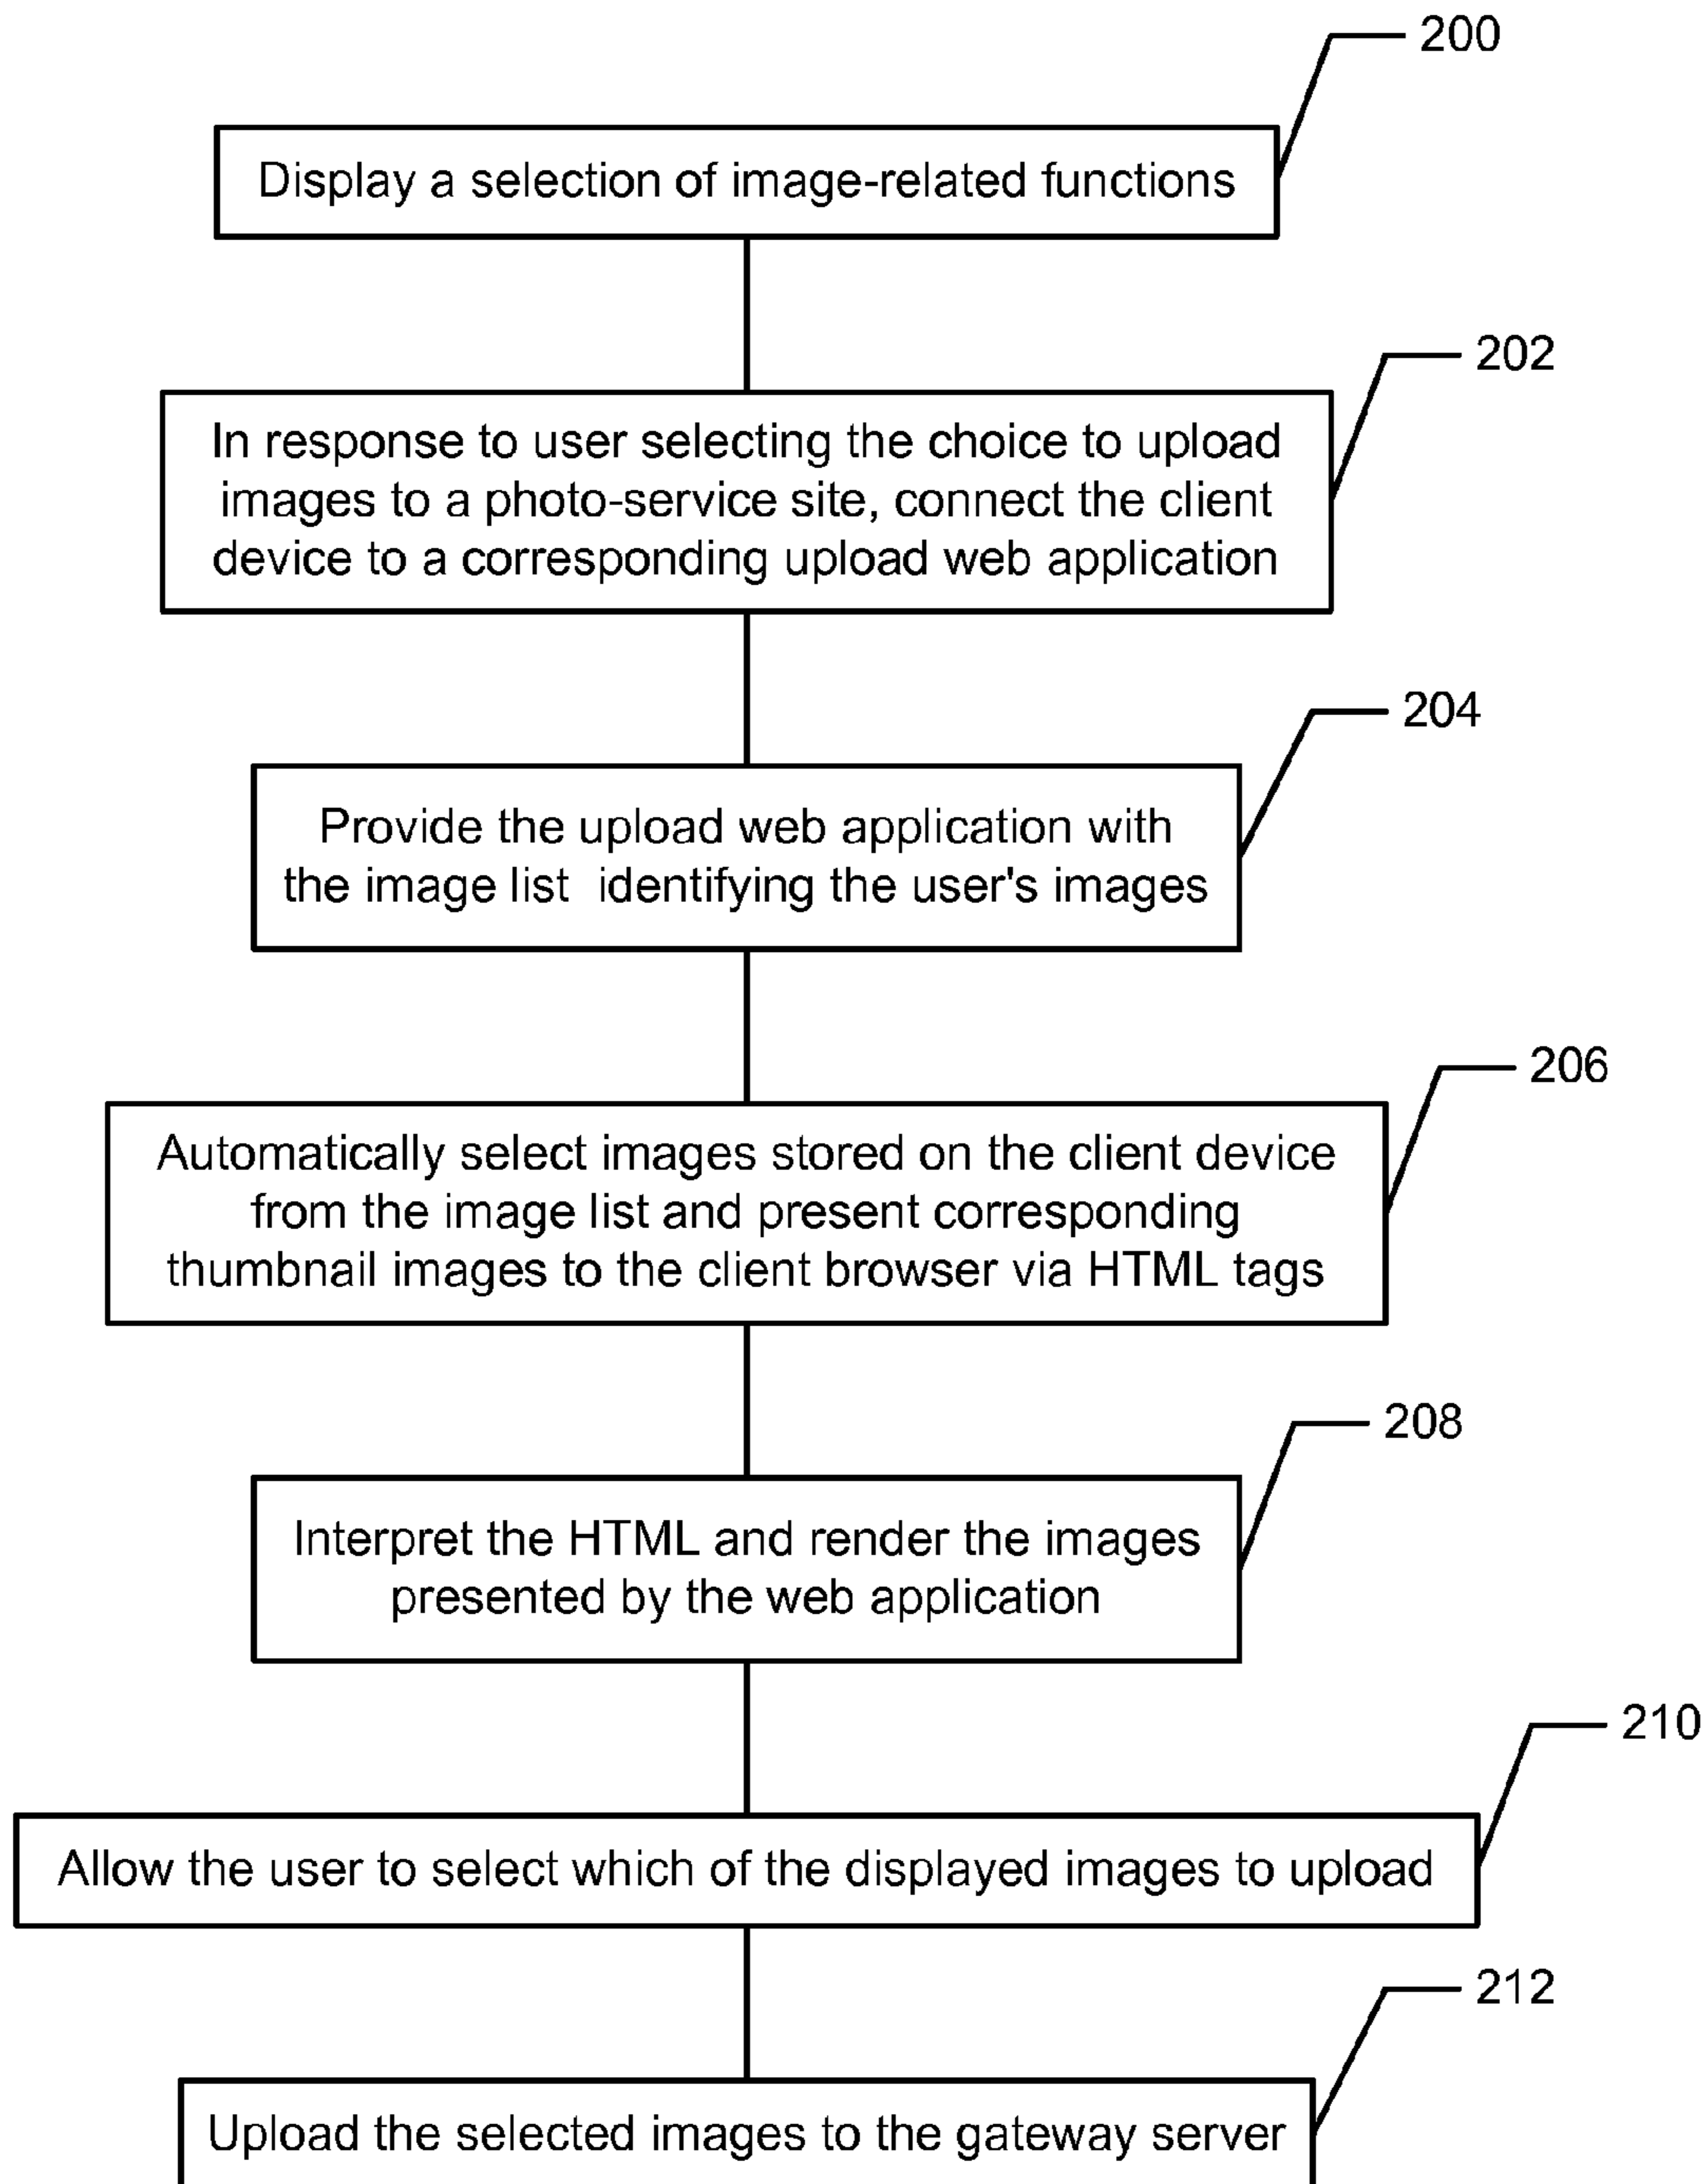 200
Display a selection of image-related functions
202
In response to user selecting the choice to upload
images to a photo-service site, connect the client
device to a corresponding upload web application
204
Provide the upload web application with
the image list identifying the user's images
206
Automatically select images stored on the client device
from the image list and present corresponding
thumbnail images to the client browser via HTML tags
208
Interpret the HTML and render the images
presented by the web application
210
Allow the user to select which of the displayed images to upload
212
Upload the selected images to the gateway server